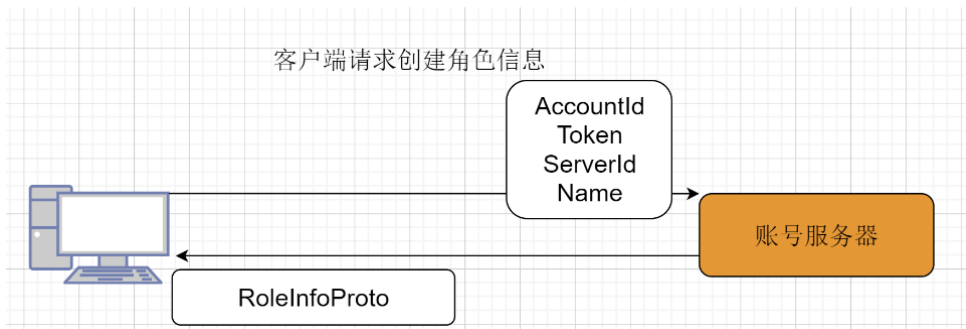 客户端请求创建角色信息
AccountId
Token
ServerId
Name
账号服务器
RoleInfoProto